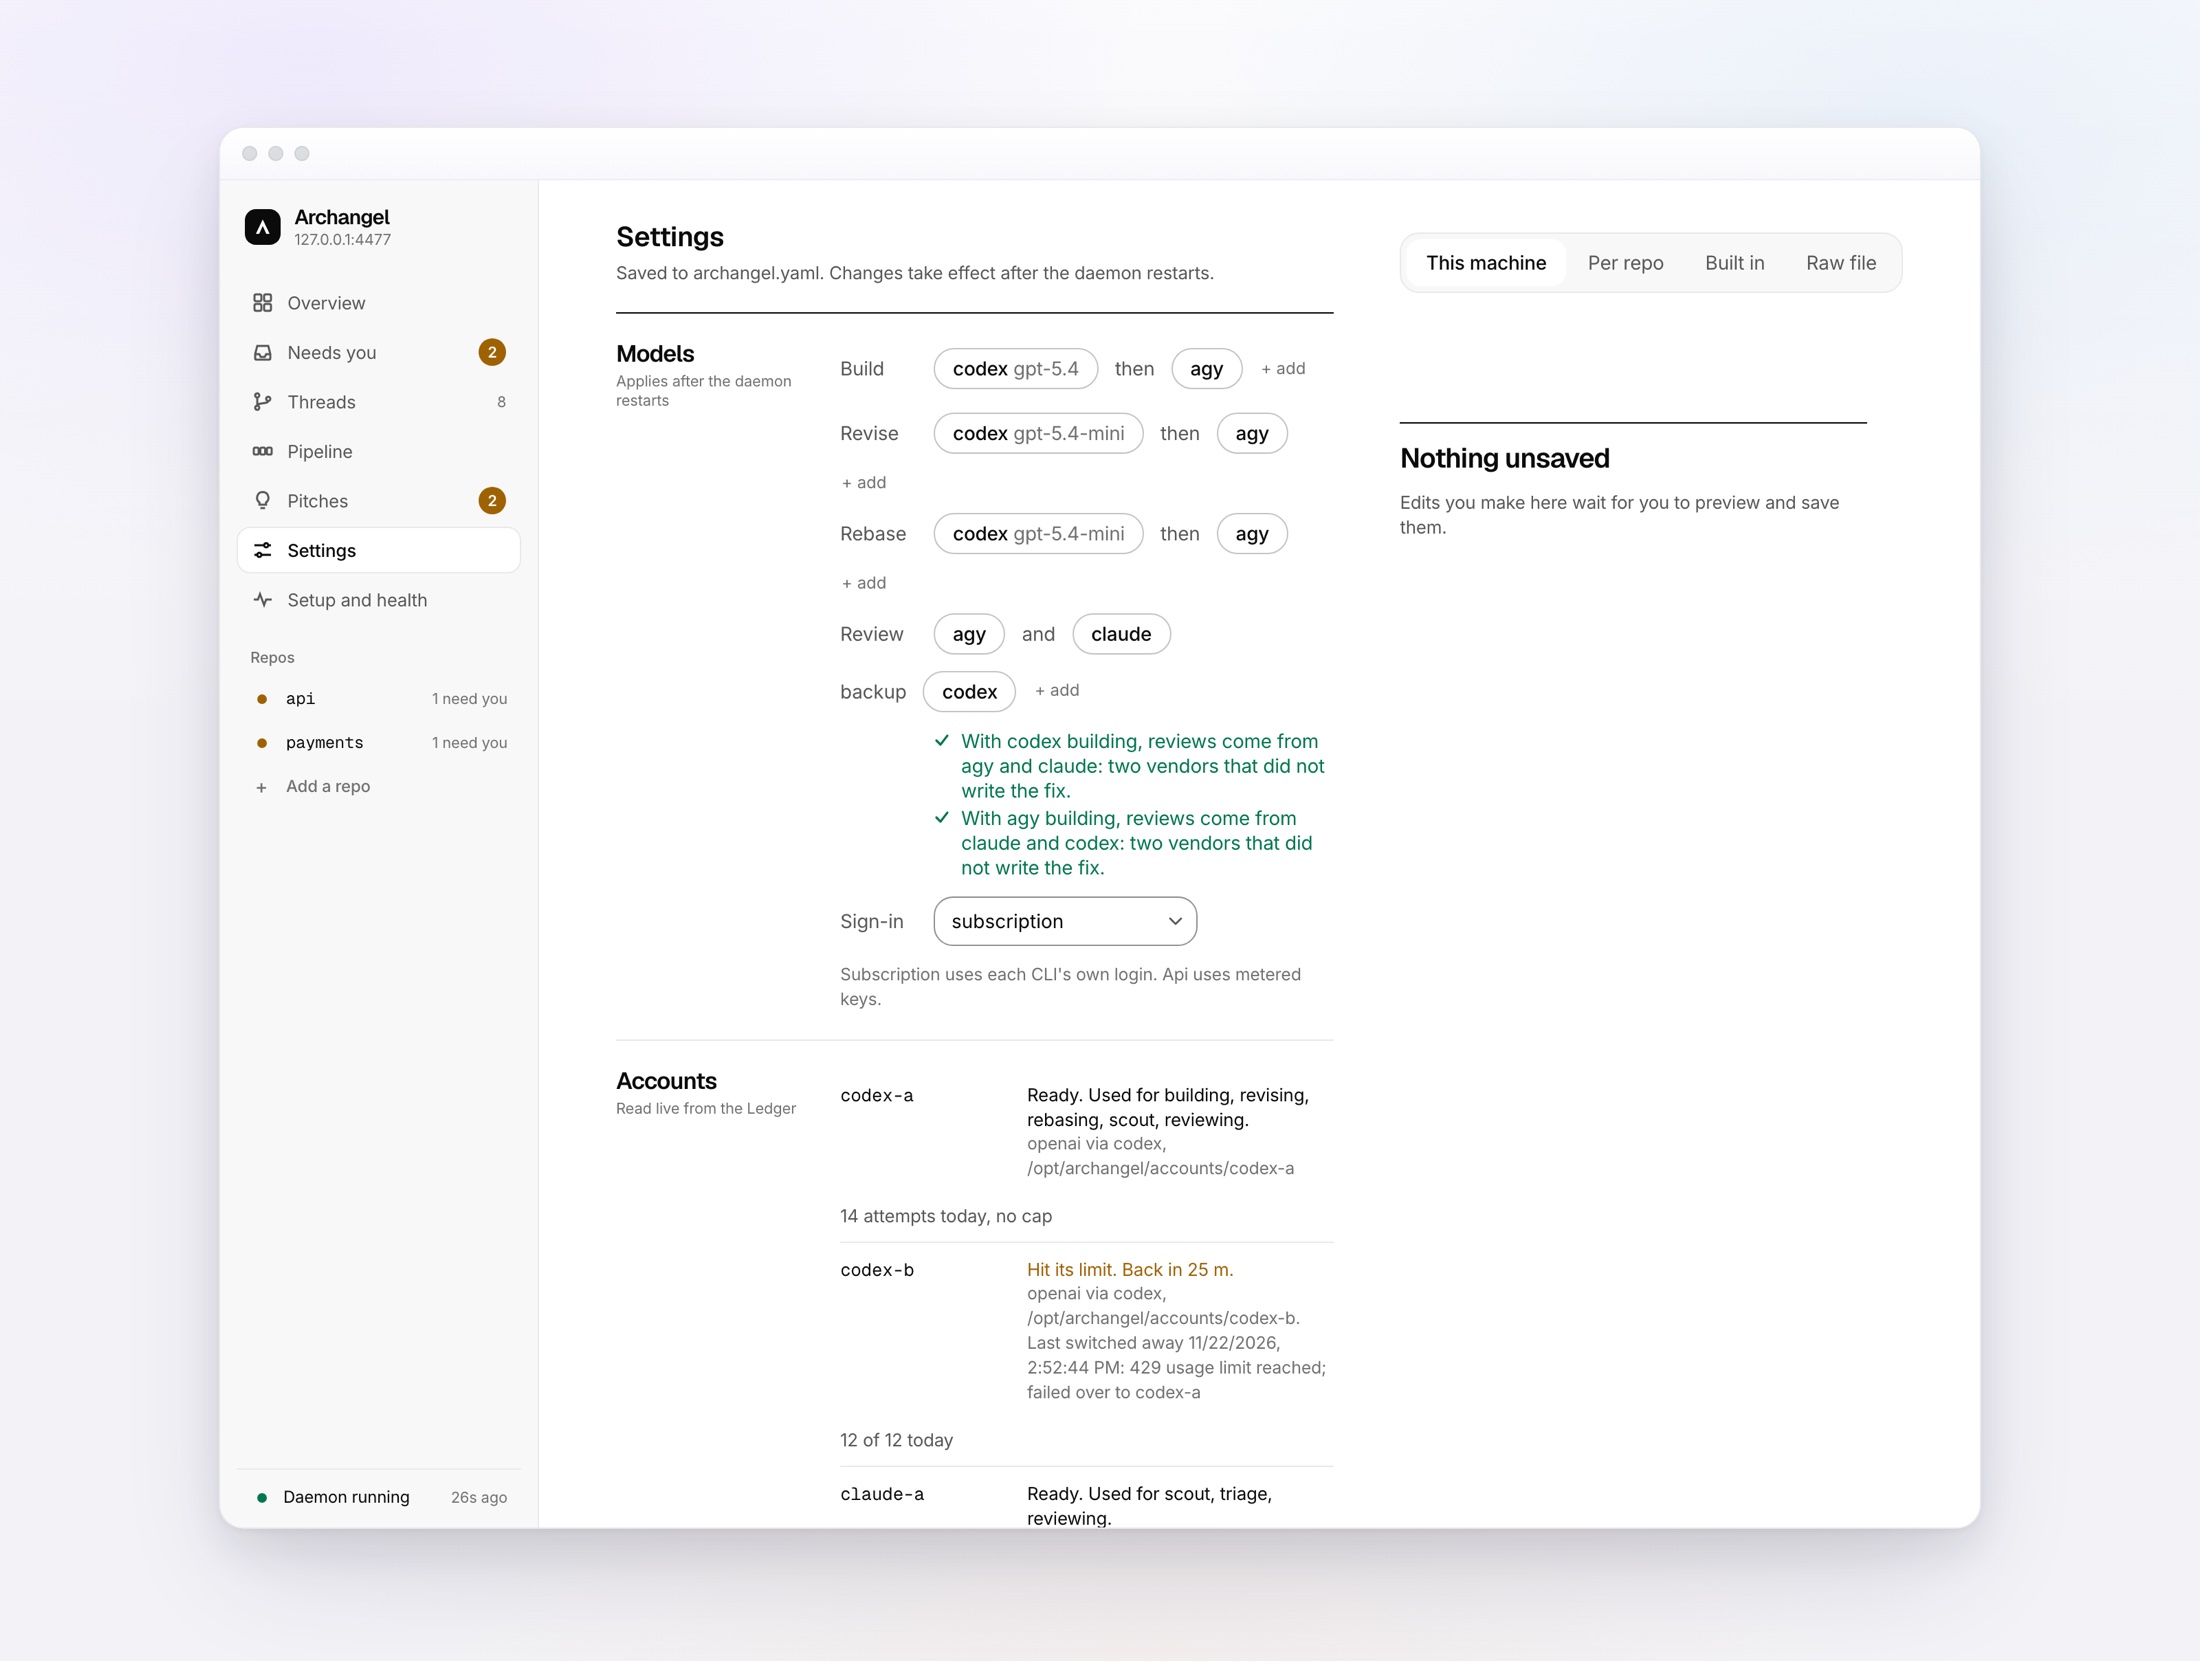 Archangel
127.0.0.1:4477
Overview
Needs you 2
Threads 8
Pipeline
Pitches 2
Settings
Setup and health
Repos
api 1 need you
payments 1 need you
+ Add a repo
Daemon running 26s ago
Settings
Saved to archangel.yaml. Changes take effect after the daemon restarts.
This machine Per repo Built in Raw file
Models
Applies after the daemon
restarts
Build codex gpt-5.4 then agy + add
Revise codex gpt-5.4-mini then agy
+ add
Rebase codex gpt-5.4-mini then agy
+ add
Review agy and claude
backup codex + add
With codex building, reviews come from
agy and claude: two vendors that did not
write the fix.
With agy building, reviews come from
claude and codex: two vendors that did
not write the fix.
Sign-in subscription
Subscription uses each CLI's own login. Api uses metered
keys.
Accounts
Read live from the Ledger
codex-a
Ready. Used for building, revising,
rebasing, scout, reviewing.
openai via codex,
/opt/archangel/accounts/codex-a
14 attempts today, no cap
codex-b
Hit its limit. Back in 25 m.
openai via codex,
/opt/archangel/accounts/codex-b.
Last switched away 11/22/2026,
2:52:44 PM: 429 usage limit reached;
failed over to codex-a
12 of 12 today
claude-a
Ready. Used for scout, triage,
reviewing.
Nothing unsaved
Edits you make here wait for you to preview and save
them.